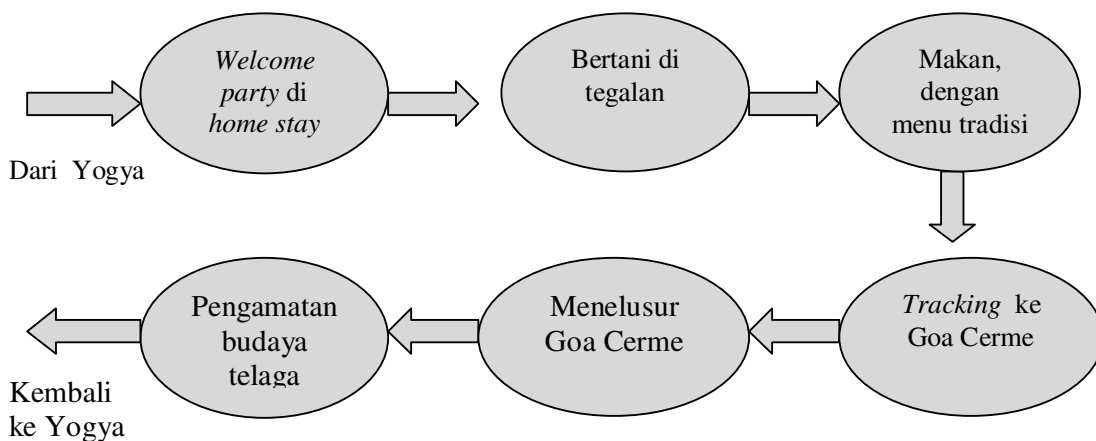 Dari Yogya
Welcome
party di
home stay
Bertani di
tegalan
Makan,
dengan
menu tradisi
Tracking ke
Goa Cerme
Menelusur
Goa Cerme
Pengamatan
budaya
telaga
Kembali
ke Yogya